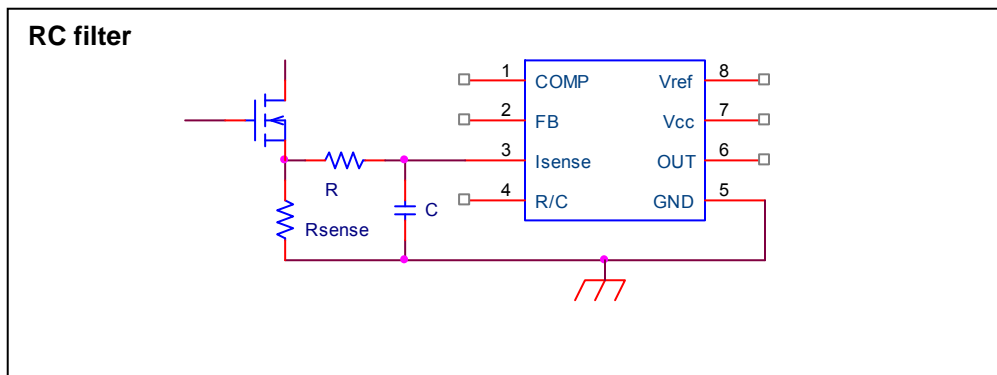 RC filter
1 COMP Vref 8
2 FB Vcc 7
3 Isense OUT 6
4 R/C GND 5
R
C
Rsense